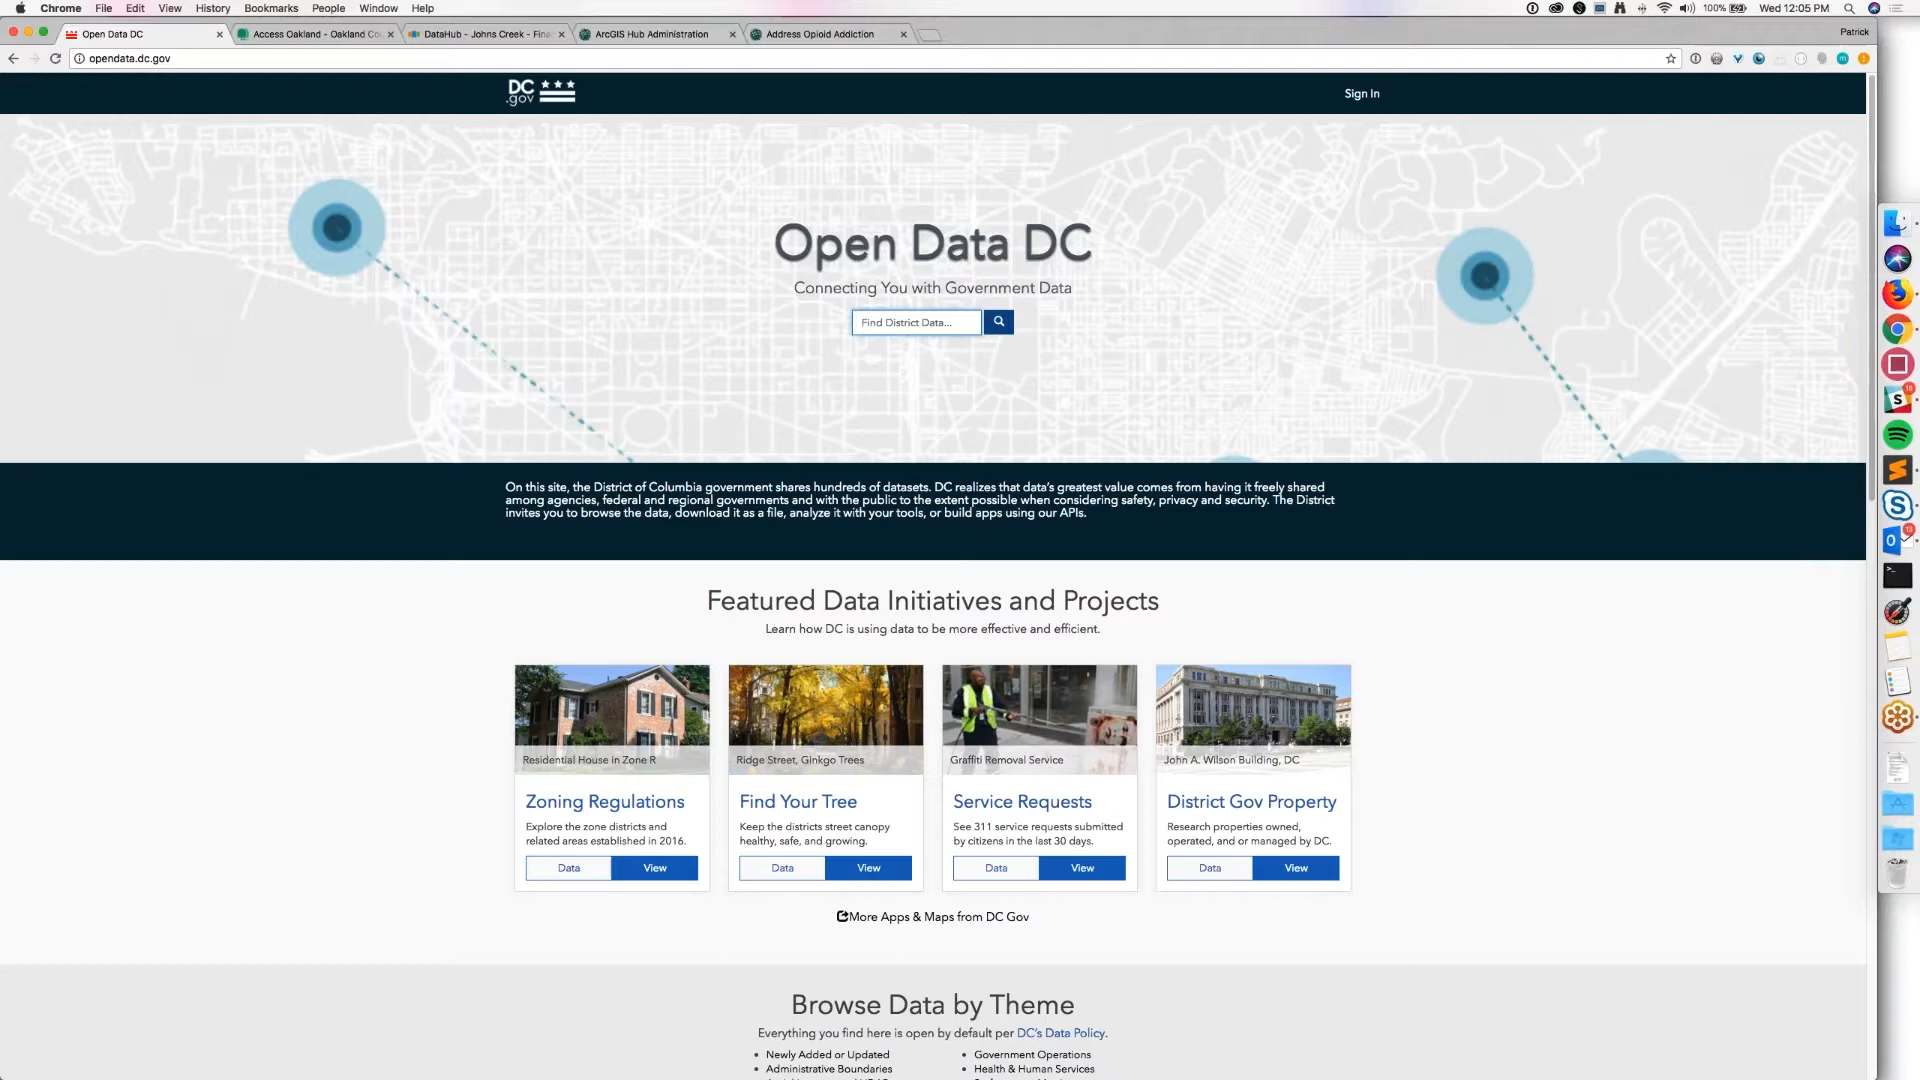 Chrome File Edit View History Bookmarks People Window Help
100% Wed 12:05 PM
Open Data DC
Access Oakland - Oakland Co
DataHub - Johns Creek - Fina
ArcGIS Hub Administration
Address Opioid Addiction
Patrick
opendata.dc.gov
DC
.gov
Sign In
Open Data DC
Connecting You with Government Data
Find District Data...
On this site, the District of Columbia government shares hundreds of datasets. DC realizes that data's greatest value comes from having it freely shared
among agencies, federal and regional governments and with the public to the extent possible when considering safety, privacy and security. The District
invites you to browse the data, download it as a file, analyze it with your tools, or build apps using our APIs.
Featured Data Initiatives and Projects
Learn how DC is using data to be more effective and efficient.
Residential House in Zone R
Zoning Regulations
Explore the zone districts and
related areas established in 2016.
Data View
Ridge Street, Ginkgo Trees
Find Your Tree
Keep the districts street canopy
healthy, safe, and growing.
Data View
Graffiti Removal Service
Service Requests
See 311 service requests submitted
by citizens in the last 30 days.
Data View
John A. Wilson Building, DC
District Gov Property
Research properties owned,
operated, and/or managed by DC.
Data View
More Apps & Maps from DC Gov
Browse Data by Theme
Everything you find here is open by default per DC's Data Policy.
Newly Added or Updated
Administrative Boundaries
Government Operations
Health & Human Services